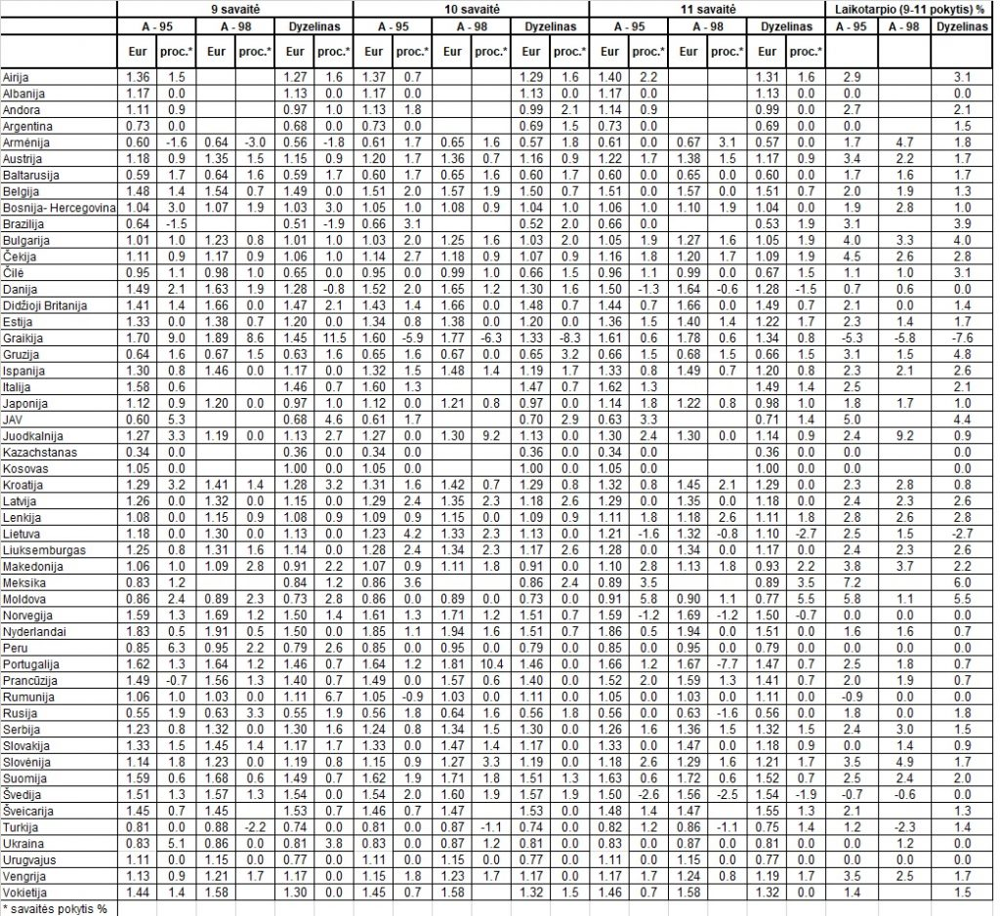 9 savaitė 10 savaitė 11 savaitė Laikotarpio (9-11 pokytis) %
A - 95 A - 98 Dyzelinas A - 95 A - 98 Dyzelinas A - 95 A - 98 Dyzelinas A - 95 A - 98 Dyzelinas
Eur proc.* Eur proc.* Eur proc.* Eur proc.* Eur proc.* Eur proc.* Eur proc.* Eur proc.* Eur proc.*
Airija 1.36 1.5 1.27 1.6 1.37 0.7 1.29 1.6 1.40 2.2 1.31 1.6 2.9 3.1
Albanija 1.17 0.0 1.13 0.0 1.17 0.0 1.13 0.0 1.17 0.0 1.13 0.0 0.0 0.0
Andora 1.11 0.9 0.97 1.0 1.13 1.8 0.99 2.1 1.14 0.9 0.99 0.0 2.7 2.1
Argentina 0.73 0.0 0.68 0.0 0.73 0.0 0.69 1.5 0.73 0.0 0.69 0.0 0.0 1.5
Armėnija 0.60 -1.6 0.64 -3.0 0.56 -1.8 0.61 1.7 0.65 1.6 0.57 1.8 0.61 0.0 0.67 3.1 0.57 0.0 1.7 4.7 1.8
Austrija 1.18 0.9 1.35 1.5 1.15 0.9 1.20 1.7 1.36 0.7 1.16 0.9 1.22 1.7 1.38 1.5 1.17 0.9 3.4 2.2 1.7
Baltarusija 0.59 1.7 0.64 1.6 0.59 1.7 0.60 1.7 0.65 1.6 0.60 1.7 0.60 0.0 0.65 0.0 0.60 0.0 1.7 1.6 1.7
Belgija 1.48 1.4 1.54 0.7 1.49 0.0 1.51 2.0 1.57 1.9 1.50 0.7 1.51 0.0 1.57 0.0 1.51 0.7 2.0 1.9 1.3
Bosnija- Hercegovina 1.04 3.0 1.07 1.9 1.03 3.0 1.05 1.0 1.08 0.9 1.04 1.0 1.06 1.0 1.10 1.9 1.04 0.0 1.9 2.8 1.0
Brazilija 0.64 -1.5 0.51 -1.9 0.66 3.1 0.52 2.0 0.66 0.0 0.53 1.9 3.1 3.9
Bulgarija 1.01 1.0 1.23 0.8 1.01 1.0 1.03 2.0 1.25 1.6 1.03 2.0 1.05 1.9 1.27 1.6 1.05 1.9 4.0 3.3 4.0
Čekija 1.11 0.9 1.17 0.9 1.06 1.0 1.14 2.7 1.18 0.9 1.07 0.9 1.16 1.8 1.20 1.7 1.09 1.9 4.5 2.6 2.8
Čilė 0.95 1.1 0.98 1.0 0.65 0.0 0.95 0.0 0.99 1.0 0.66 1.5 0.96 1.1 0.99 0.0 0.67 1.5 1.1 1.0 3.1
Danija 1.49 2.1 1.63 1.9 1.28 -0.8 1.52 2.0 1.65 1.2 1.30 1.6 1.50 -1.3 1.64 -0.6 1.28 -1.5 0.7 0.6 0.0
Didžioji Britanija 1.41 1.4 1.66 0.0 1.47 2.1 1.43 1.4 1.66 0.0 1.48 0.7 1.44 0.7 1.66 0.0 1.49 0.7 2.1 0.0 1.4
Estija 1.33 0.0 1.38 0.7 1.20 0.0 1.34 0.8 1.38 0.0 1.20 0.0 1.36 1.5 1.40 1.4 1.22 1.7 2.3 1.4 1.7
Graikija 1.70 9.0 1.89 8.6 1.45 11.5 1.60 -5.9 1.77 -6.3 1.33 -8.3 1.61 0.6 1.78 0.6 1.34 0.8 -5.3 -5.8 -7.6
Gruzija 0.64 1.6 0.67 1.5 0.63 1.6 0.65 1.6 0.67 0.0 0.65 3.2 0.66 1.5 0.68 1.5 0.66 1.5 3.1 1.5 4.8
Ispanija 1.30 0.8 1.46 0.0 1.17 0.0 1.32 1.5 1.48 1.4 1.19 1.7 1.33 0.8 1.49 0.7 1.20 0.8 2.3 2.1 2.6
Italija 1.58 0.6 1.46 0.7 1.60 1.3 1.47 0.7 1.62 1.3 1.49 1.4 2.5 2.1
Japonija 1.12 0.9 1.20 0.0 0.97 1.0 1.12 0.0 1.21 0.8 0.97 0.0 1.14 1.8 1.22 0.8 0.98 1.0 1.8 1.7 1.0
JAV 0.60 5.3 0.68 4.6 0.61 1.7 0.70 2.9 0.63 3.3 0.71 1.4 5.0 4.4
Juodkalnija 1.27 3.3 1.19 0.0 1.13 2.7 1.27 0.0 1.30 9.2 1.13 0.0 1.30 2.4 1.30 0.0 1.14 0.9 2.4 9.2 0.9
Kazachstanas 0.34 0.0 0.36 0.0 0.34 0.0 0.36 0.0 0.34 0.0 0.36 0.0 0.0 0.0
Kosovas 1.05 0.0 1.00 0.0 1.05 0.0 1.00 0.0 1.05 0.0 1.00 0.0 0.0 0.0
Kroatija 1.29 3.2 1.41 1.4 1.28 3.2 1.31 1.6 1.42 0.7 1.29 0.8 1.32 0.8 1.45 2.1 1.29 0.0 2.3 2.8 0.8
Latvija 1.26 0.0 1.32 0.0 1.15 0.0 1.29 2.4 1.35 2.3 1.18 2.6 1.29 0.0 1.35 0.0 1.18 0.0 2.4 2.3 2.6
Lenkija 1.08 0.0 1.15 0.9 1.08 0.9 1.09 0.9 1.15 0.0 1.09 0.9 1.11 1.8 1.18 2.6 1.11 1.8 2.8 2.6 2.8
Lietuva 1.18 0.0 1.30 0.0 1.13 0.0 1.23 4.2 1.33 2.3 1.13 0.0 1.21 -1.6 1.32 -0.8 1.10 -2.7 2.5 1.5 -2.7
Liuksemburgas 1.25 0.8 1.31 1.6 1.14 0.0 1.28 2.4 1.34 2.3 1.17 2.6 1.28 0.0 1.34 0.0 1.17 0.0 2.4 2.3 2.6
Makedonija 1.06 1.0 1.09 2.8 0.91 2.2 1.07 0.9 1.11 1.8 0.91 0.0 1.10 2.8 1.13 1.8 0.93 2.2 3.8 3.7 2.2
Meksika 0.83 1.2 0.84 1.2 0.86 3.6 0.86 2.4 0.89 3.5 0.89 3.5 7.2 6.0
Moldova 0.86 2.4 0.89 2.3 0.73 2.8 0.86 0.0 0.89 0.0 0.73 0.0 0.91 5.8 0.90 1.1 0.77 5.5 5.8 1.1 5.5
Norvegija 1.59 1.3 1.69 1.2 1.50 1.4 1.61 1.3 1.71 1.2 1.51 0.7 1.59 -1.2 1.69 -1.2 1.50 -0.7 0.0 0.0 0.0
Nyderlandai 1.83 0.5 1.91 0.5 1.50 0.0 1.85 1.1 1.94 1.6 1.51 0.7 1.86 0.5 1.94 0.0 1.51 0.0 1.6 1.6 0.7
Peru 0.85 6.3 0.95 2.2 0.79 2.6 0.85 0.0 0.95 0.0 0.79 0.0 0.85 0.0 0.95 0.0 0.79 0.0 0.0 0.0 0.0
Portugalija 1.62 1.3 1.64 1.2 1.46 0.7 1.64 1.2 1.81 10.4 1.46 0.0 1.66 1.2 1.67 -7.7 1.47 0.7 2.5 1.8 0.7
Prancūzija 1.49 -0.7 1.56 1.3 1.40 0.7 1.49 0.0 1.57 0.6 1.40 0.0 1.52 2.0 1.59 1.3 1.41 0.7 2.0 1.9 0.7
Rumunija 1.06 1.0 1.03 0.0 1.11 6.7 1.05 -0.9 1.03 0.0 1.11 0.0 1.05 0.0 1.03 0.0 1.11 0.0 -0.9 0.0 0.0
Rusija 0.55 1.9 0.63 3.3 0.55 1.9 0.56 1.8 0.64 1.6 0.56 1.8 0.56 0.0 0.63 -1.6 0.56 0.0 1.8 0.0 1.8
Serbija 1.23 0.8 1.32 0.0 1.30 1.6 1.24 0.8 1.34 1.5 1.30 0.0 1.26 1.6 1.36 1.5 1.32 1.5 2.4 3.0 1.5
Slovakija 1.33 1.5 1.45 1.4 1.17 1.7 1.33 0.0 1.47 1.4 1.17 0.0 1.33 0.0 1.47 0.0 1.18 0.9 0.0 1.4 0.9
Slovėnija 1.14 1.8 1.23 0.0 1.19 0.8 1.15 0.9 1.27 3.3 1.19 0.0 1.18 2.6 1.29 1.6 1.21 1.7 3.5 4.9 1.7
Suomija 1.59 0.6 1.68 0.6 1.49 0.7 1.62 1.9 1.71 1.8 1.51 1.3 1.63 0.6 1.72 0.6 1.52 0.7 2.5 2.4 2.0
Švedija 1.51 1.3 1.57 1.3 1.54 0.0 1.54 2.0 1.60 1.9 1.57 1.9 1.50 -2.6 1.56 -2.5 1.54 -1.9 -0.7 -0.6 0.0
Šveicarija 1.45 0.7 1.45 1.53 0.7 1.46 0.7 1.47 1.53 0.0 1.48 1.4 1.47 1.55 1.3 2.1 1.3
Turkija 0.81 0.0 0.88 -2.2 0.74 0.0 0.81 0.0 0.87 -1.1 0.74 0.0 0.82 1.2 0.86 -1.1 0.75 1.4 1.2 -2.3 1.4
Ukraina 0.83 5.1 0.86 0.0 0.81 3.8 0.83 0.0 0.87 1.2 0.81 0.0 0.83 0.0 0.87 0.0 0.81 0.0 0.0 1.2 0.0
Urugvajus 1.11 0.0 1.15 0.0 0.77 0.0 1.11 0.0 1.15 0.0 0.77 0.0 1.11 0.0 1.15 0.0 0.77 0.0 0.0 0.0 0.0
Vengrija 1.13 0.9 1.21 1.7 1.17 0.0 1.15 1.8 1.23 1.7 1.17 0.0 1.17 1.7 1.24 0.8 1.19 1.7 3.5 2.5 1.7
Vokietija 1.44 1.4 1.58 1.30 0.0 1.45 0.7 1.58 1.32 1.5 1.46 0.7 1.58 1.32 0.0 1.4 1.5
* savaitės pokytis %